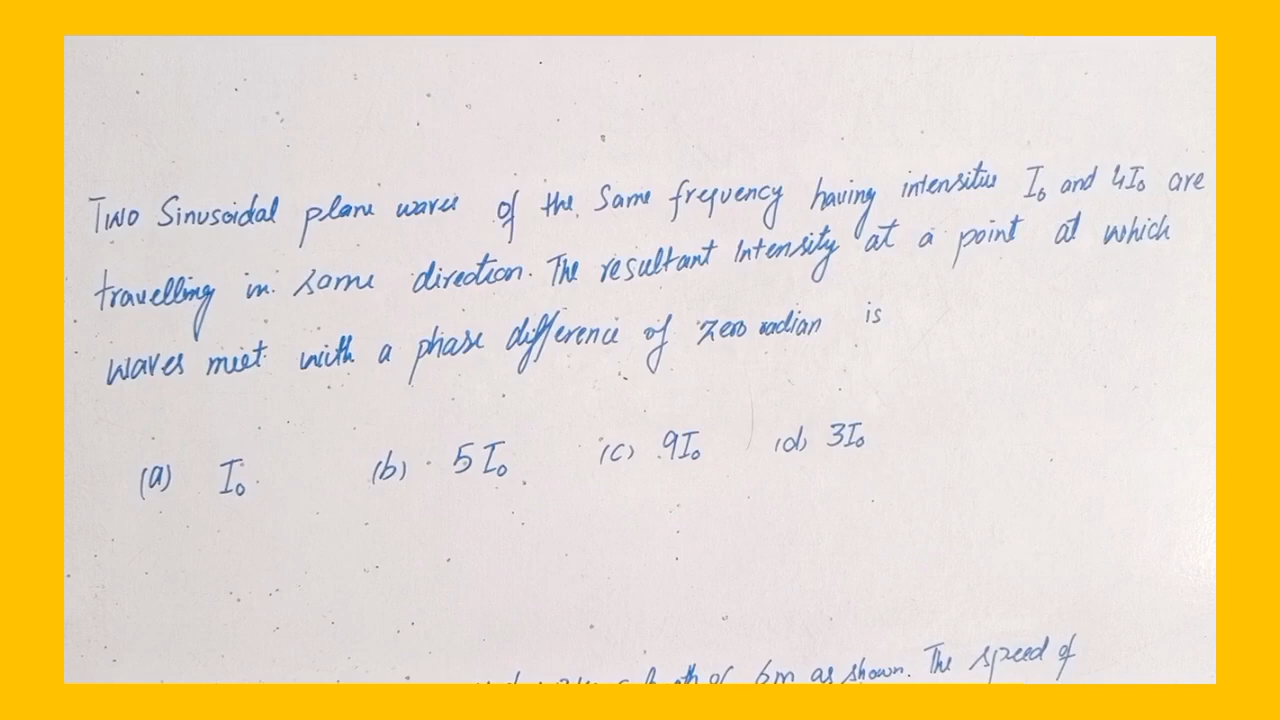 Two Sinusoidal plane waves of the same frequency having intensities I₀ and 4I₀ are
travelling in same direction. The resultant Intensity at a point at which
waves meet with a phase difference of zero radian is
(a) I₀ (b) 5I₀ (c) 9I₀ (d) 3I₀
of 6m as shown. The speed of